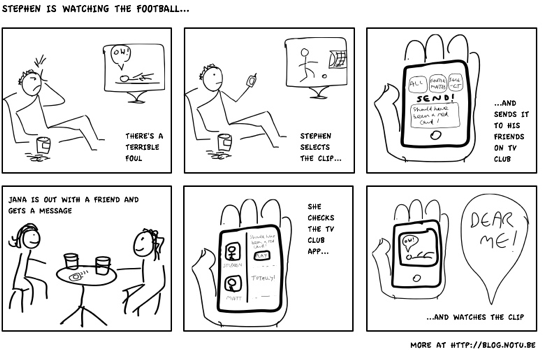 STEPHEN IS WATCHING THE FOOTBALL...
OH!
THERE'S A
TERRIBLE
FOUL
STEPHEN
SELECTS
THE CLIP...
ALL
SEND!
Should have
been a red
card!
...AND
SENDS IT
TO HIS
FRIENDS
ON TV
CLUB
JANA IS OUT WITH A FRIEND AND
GETS A MESSAGE
SHE
CHECKS
THE TV
CLUB
APP...
Should have
been a red
card!
STEPHEN
TOTALLY!
MATT
OH!
DEAR
ME!
...AND WATCHES THE CLIP
MORE AT HTTP://BLOG.NOTU.BE